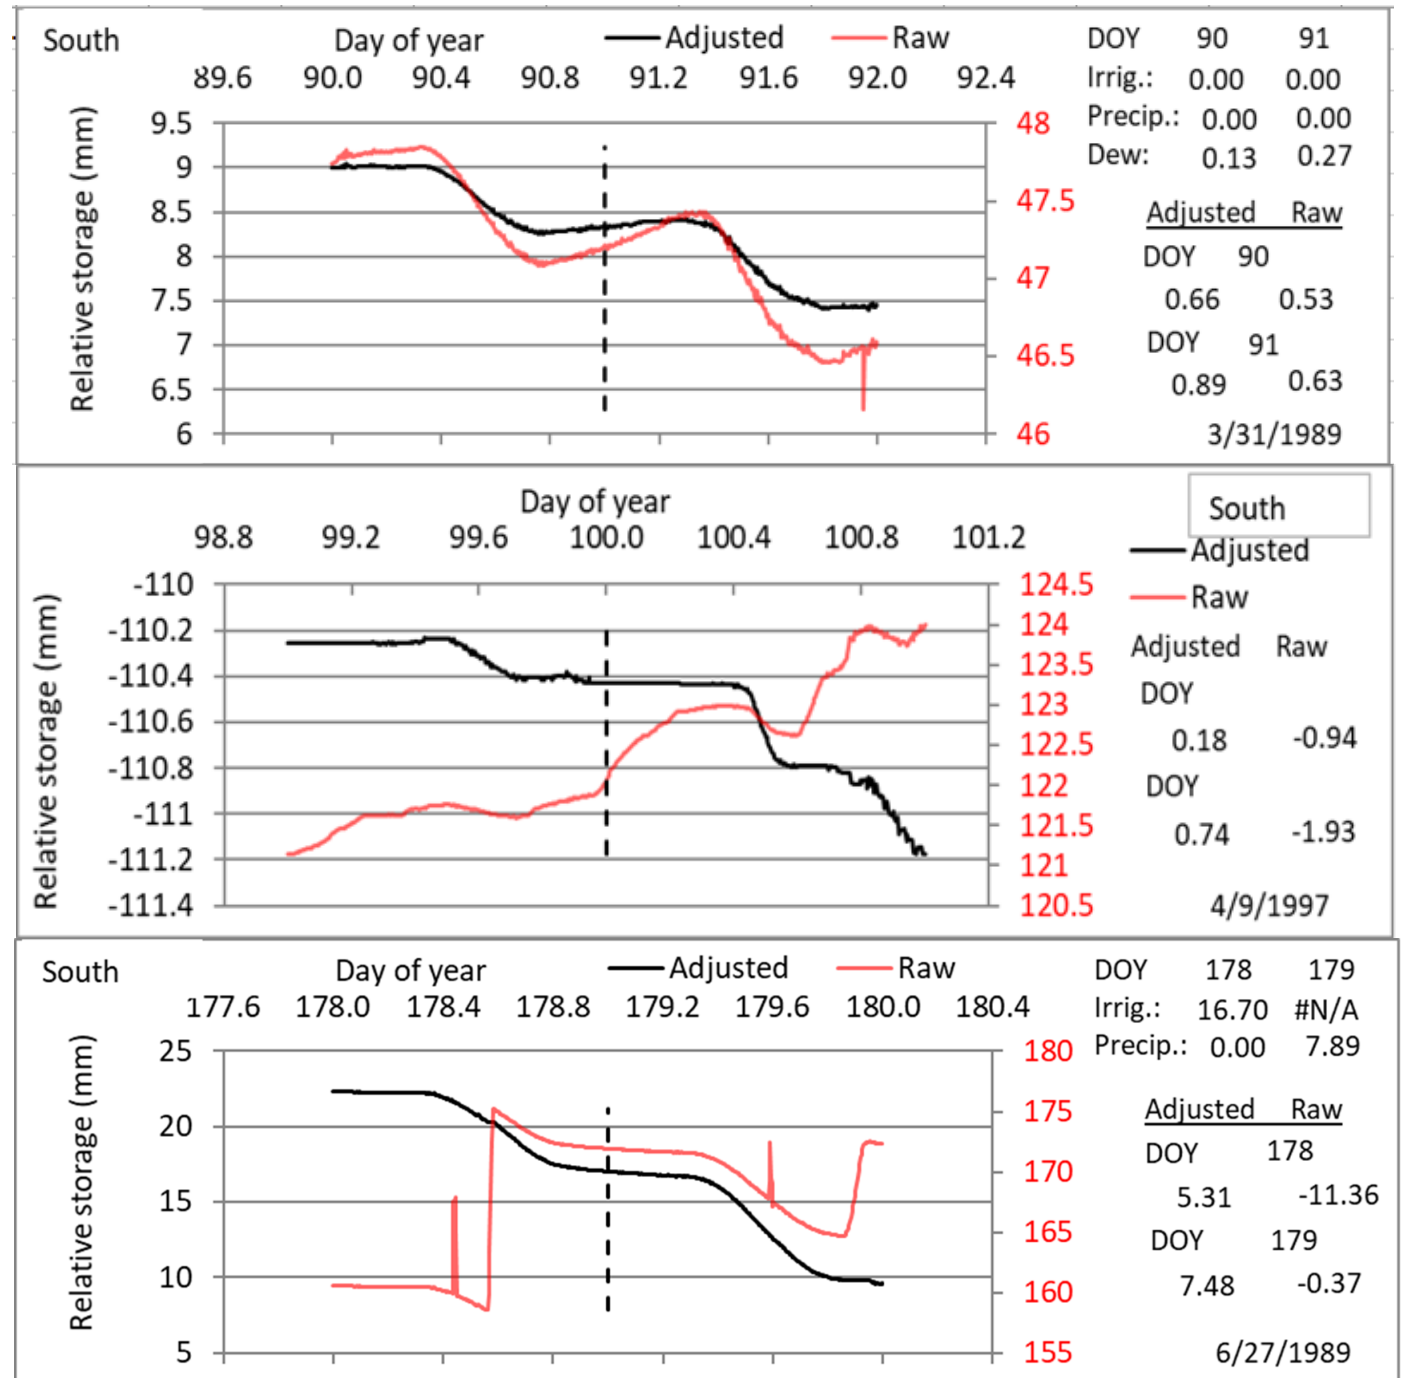 South Day of year Adjusted Raw DOY 90 91
89.6 90.0 90.4 90.8 91.2 91.6 92.0 92.4 Irrig.: 0.00 0.00
Precip.: 0.00 0.00
Dew: 0.13 0.27
Relative storage (mm)
9.5 48
9
8.5 47.5
8 47
7.5
7 46.5
6.5
6 46
Adjusted Raw
DOY 90
0.66 0.53
DOY 91
0.89 0.63
3/31/1989
Day of year South
98.8 99.2 99.6 100.0 100.4 100.8 101.2
Adjusted
Raw
Relative storage (mm)
-110 124.5
-110.2 124
-110.4 123.5
-110.6 123
-110.8 122.5
-111 122
-111.2 121.5
-111.4 121
120.5
Adjusted Raw
DOY
0.18 -0.94
DOY
0.74 -1.93
4/9/1997
South Day of year Adjusted Raw DOY 178 179
177.6 178.0 178.4 178.8 179.2 179.6 180.0 180.4 Irrig.: 16.70 #N/A
Precip.: 0.00 7.89
Relative storage (mm)
25 180
20 175
15 170
10 165
5 160
155
Adjusted Raw
DOY 178
5.31 -11.36
DOY 179
7.48 -0.37
6/27/1989